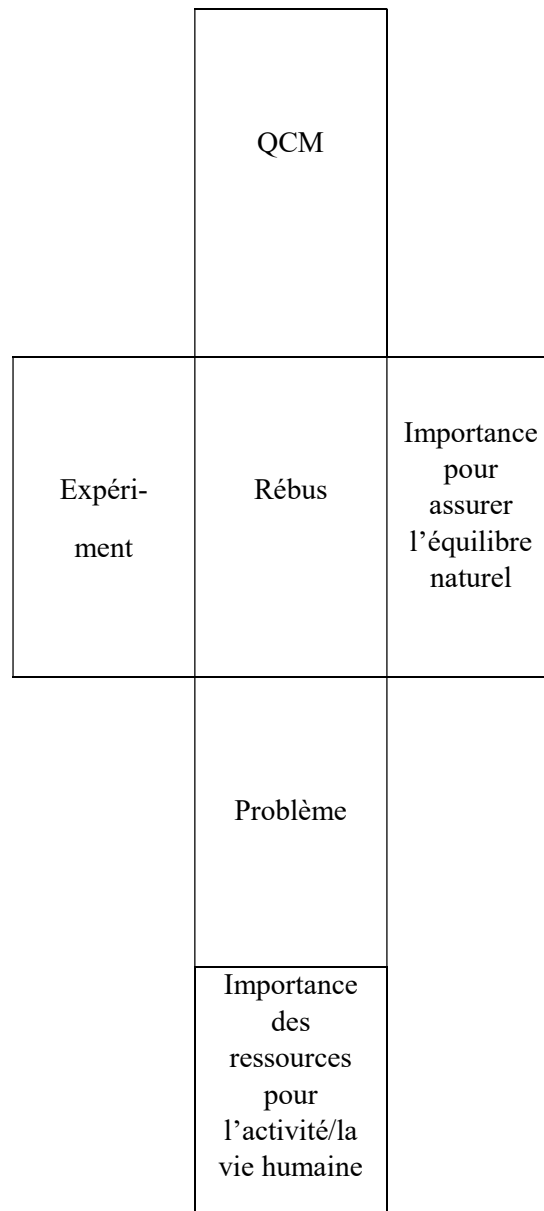 QCM
Expéri-
ment
Rébus
Importance
pour
assurer
l’équilibre
naturel
Problème
Importance
des
ressources
pour
l’activité/la
vie humaine